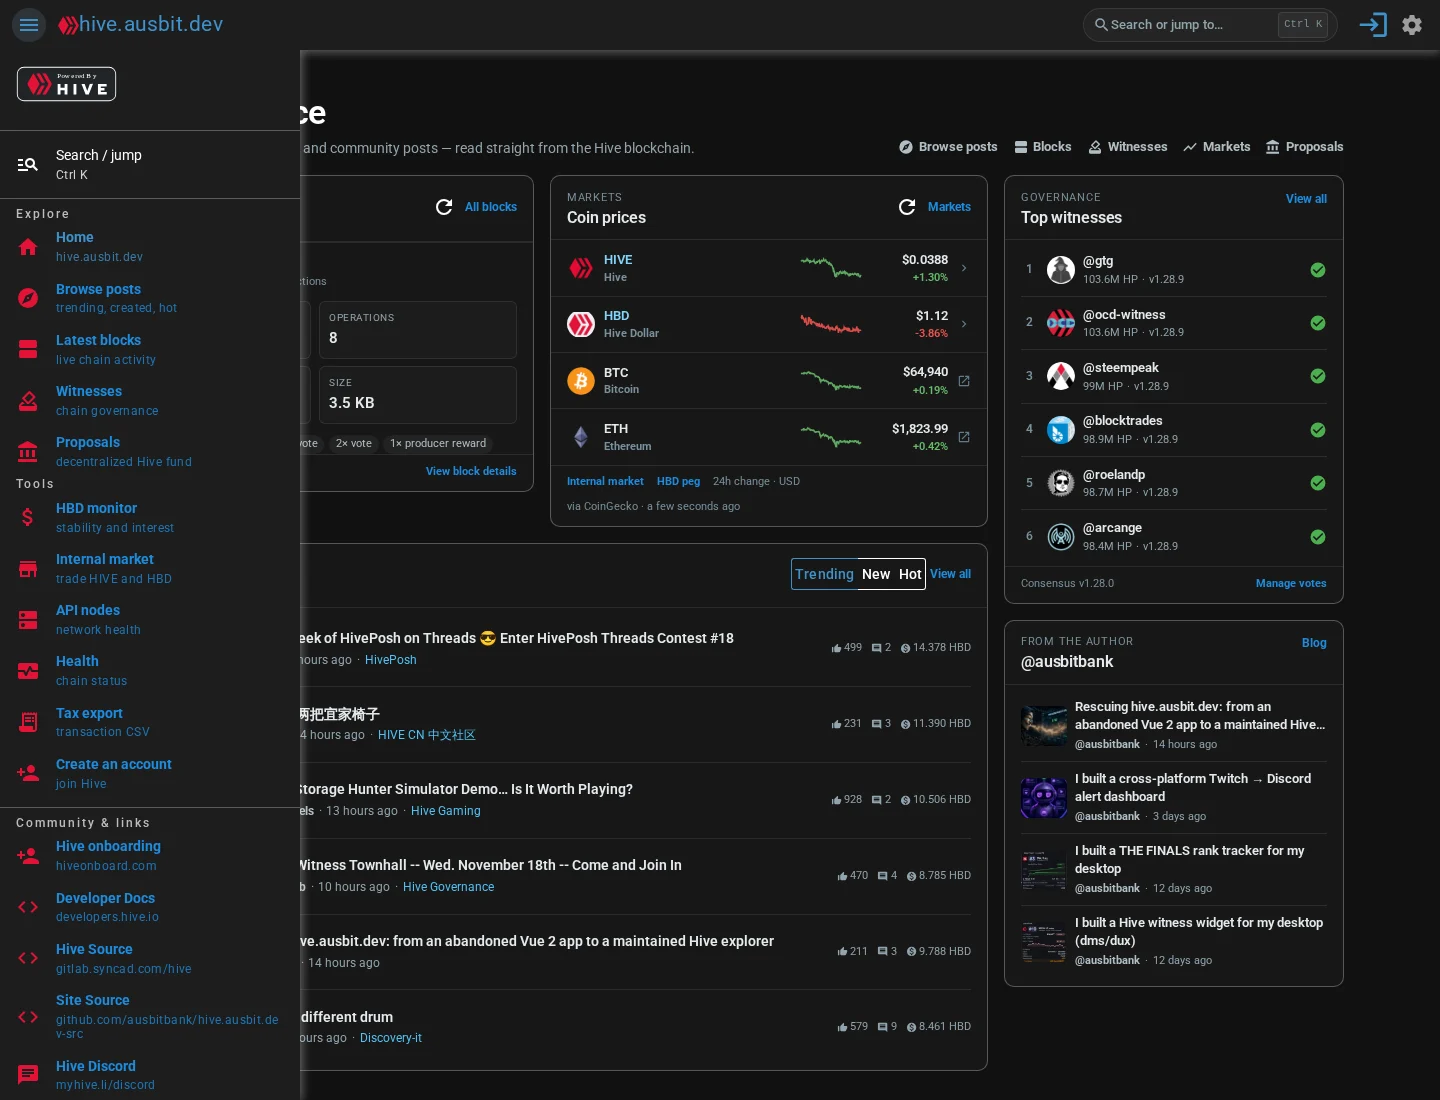 hive.ausbit.dev
Search or jump to…
Ctrl K
Powered By
HIVE
Search / jump
Ctrl K
Explore
Home
hive.ausbit.dev
Browse posts
trending, created, hot
Latest blocks
live chain activity
Witnesses
chain governance
Proposals
decentralized Hive fund
Tools
HBD monitor
stability and interest
Internal market
trade HIVE and HBD
API nodes
network health
Health
chain status
Tax export
transaction CSV
Create an account
join Hive
Community & links
Hive onboarding
hiveonboard.com
Developer Docs
developers.hive.io
Hive Source
gitlab.syncad.com/hive
Site Source
github.com/ausbitbank/hive.ausbit.de
v-src
Hive Discord
myhive.li/discord
ce
and community posts — read straight from the Hive blockchain.
Browse posts
Blocks
Witnesses
Markets
Proposals
All blocks
ctions
OPERATIONS
8
SIZE
3.5 KB
vote
2× vote
1× producer reward
View block details
MARKETS
Coin prices
Markets
HIVE
Hive
$0.0388
+1.30%
HBD
Hive Dollar
$1.12
-3.86%
BTC
Bitcoin
$64,940
+0.19%
ETH
Ethereum
$1,823.99
+0.42%
Internal market
HBD peg
24h change · USD
via CoinGecko · a few seconds ago
GOVERNANCE
Top witnesses
View all
1
@gtg
103.6M HP · v1.28.9
2
@ocd-witness
103.6M HP · v1.28.9
3
@steempeak
99M HP · v1.28.9
4
@blocktrades
98.9M HP · v1.28.9
5
@roelandp
98.7M HP · v1.28.9
6
@arcange
98.4M HP · v1.28.9
Consensus v1.28.0
Manage votes
Trending
New
Hot
View all
eek of HivePosh on Threads 😎 Enter HivePosh Threads Contest #18
hours ago · HivePosh
499 2 14.378 HBD
两把宜家椅子
4 hours ago · HIVE CN 中文社区
231 3 11.390 HBD
Storage Hunter Simulator Demo… Is It Worth Playing?
els · 13 hours ago · Hive Gaming
928 2 10.506 HBD
Witness Townhall -- Wed. November 18th -- Come and Join In
b · 10 hours ago · Hive Governance
470 4 8.785 HBD
ve.ausbit.dev: from an abandoned Vue 2 app to a maintained Hive explorer
· 14 hours ago
211 3 9.788 HBD
different drum
ours ago · Discovery-it
579 9 8.461 HBD
FROM THE AUTHOR
@ausbitbank
Blog
Rescuing hive.ausbit.dev: from an
abandoned Vue 2 app to a maintained Hive…
@ausbitbank · 14 hours ago
I built a cross-platform Twitch → Discord
alert dashboard
@ausbitbank · 3 days ago
I built a THE FINALS rank tracker for my
desktop
@ausbitbank · 12 days ago
I built a Hive witness widget for my desktop
(dms/dux)
@ausbitbank · 12 days ago